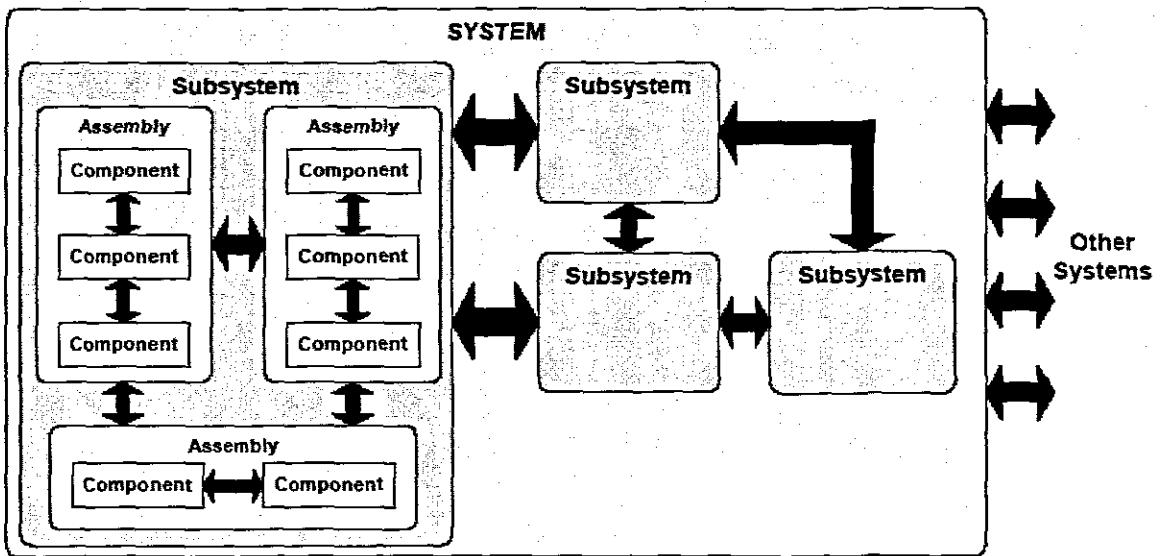 SYSTEM
Subsystem
Assembly
Component
Component
Component
Assembly
Component
Component
Component
Assembly
Component
Component
Subsystem
Subsystem
Subsystem
Other
Systems